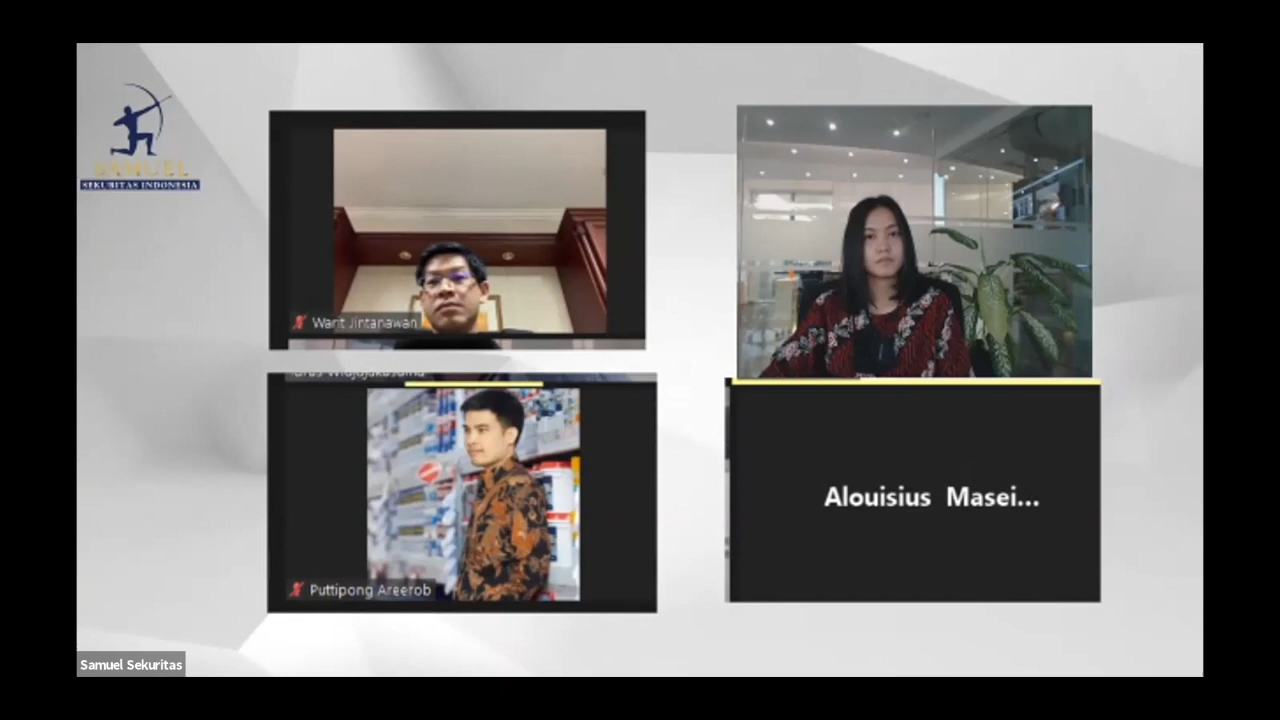 SAMUEL
SEKURITAS INDONESIA
Warit Jintanawan
Puttipong Areerob
Alouisius Masei...
Samuel Sekuritas